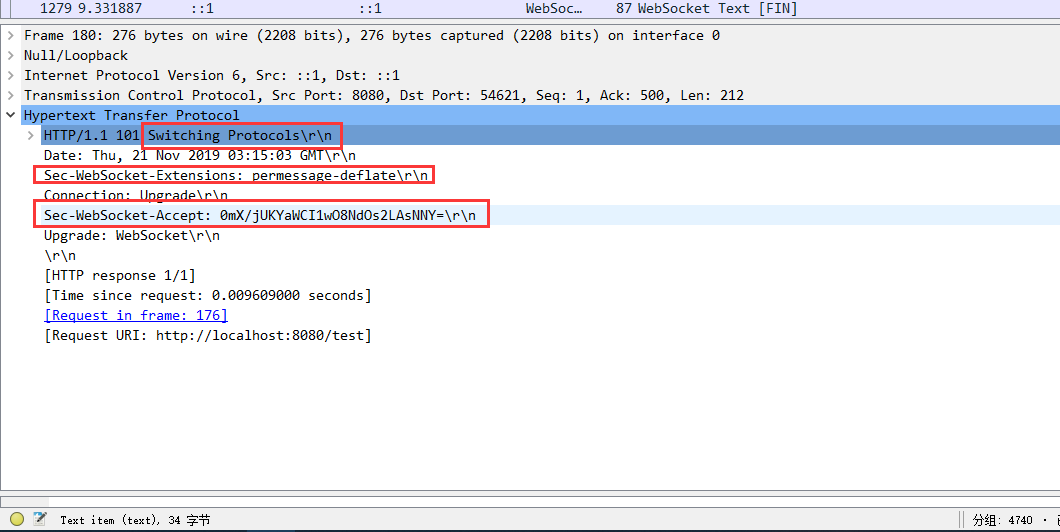 1279 9.331887 ::1 ::1 WebSoc… 87 WebSocket Text [FIN]
Frame 180: 276 bytes on wire (2208 bits), 276 bytes captured (2208 bits) on interface 0
Null/Loopback
Internet Protocol Version 6, Src: ::1, Dst: ::1
Transmission Control Protocol, Src Port: 8080, Dst Port: 54621, Seq: 1, Ack: 500, Len: 212
Hypertext Transfer Protocol
HTTP/1.1 101 Switching Protocols\r\n
Date: Thu, 21 Nov 2019 03:15:03 GMT\r\n
Sec-WebSocket-Extensions: permessage-deflate\r\n
Connection: Upgrade\r\n
Sec-WebSocket-Accept: 0mX/jUKYaWCI1wO8NdOs2LAsNNY=\r\n
Upgrade: WebSocket\r\n
\r\n
[HTTP response 1/1]
[Time since request: 0.009609000 seconds]
[Request in frame: 176]
[Request URI: http://localhost:8080/test]
Text item (text), 34 字节 分组: 4740 ·